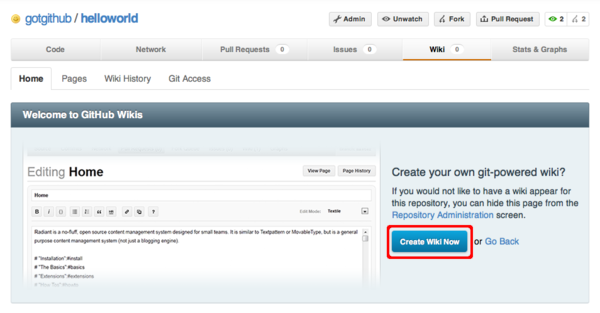 gotgithub / helloworld
Admin Unwatch Fork Pull Request 2 2
Code Network Pull Requests 0 Issues 0 Wiki 0 Stats & Graphs
Home Pages Wiki History Git Access
Welcome to GitHub Wikis
Editing Home View Page Page History
Home
B I {} h1 h2 h3 Edit Mode: Textile
Radiant is a no-fluff, open source content management system designed for small teams. It is similar to Textpattern or MovableType, but is a general
purpose content management system (not just a blogging engine).
# "Installation":#install
# "The Basics":#basics
# "Extensions":#extensions
Create your own git-powered wiki?
If you would not like to have a wiki appear for
this repository, you can hide this page from the
Repository Administration screen.
Create Wiki Now or Go Back